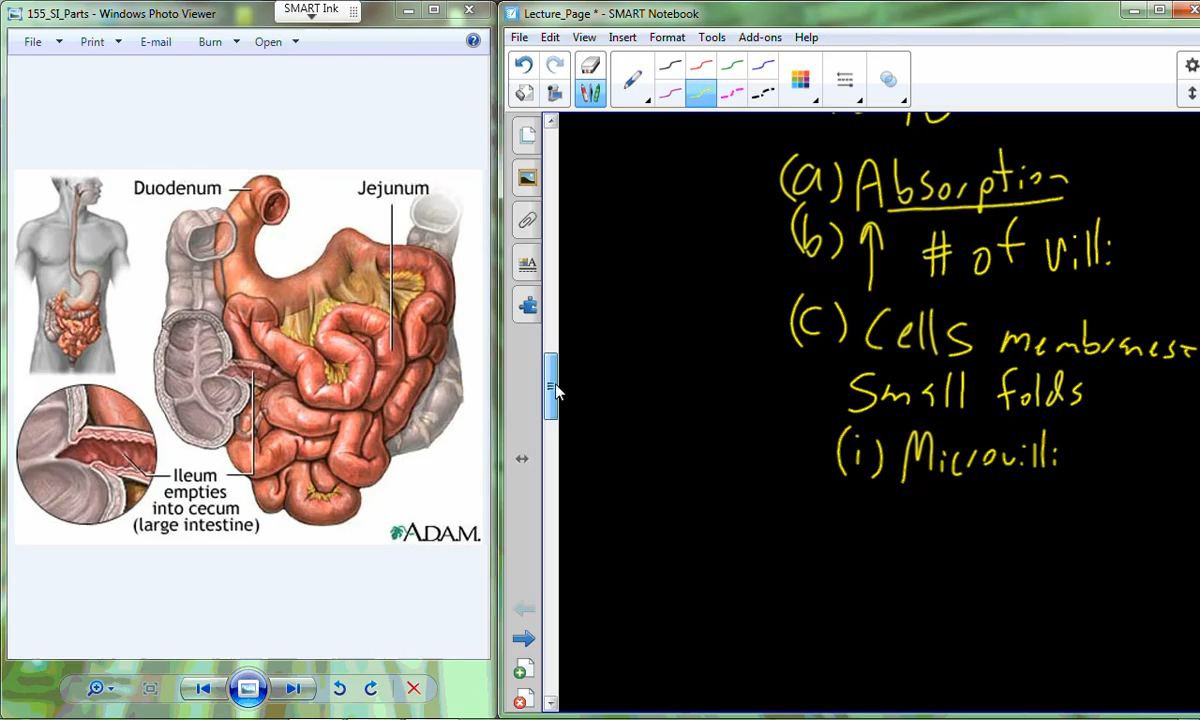 155_SI_Parts - Windows Photo Viewer
SMART Ink
File Print E-mail Burn Open
Duodenum
Jejunum
Ileum
empties
into cecum
(large intestine)
A.D.A.M.
Lecture_Page * - SMART Notebook
File Edit View Insert Format Tools Add-ons Help
(a) Absorption
(b) ↑ # of villi
(c) Cells membranes
Small folds
(i) Microvilli